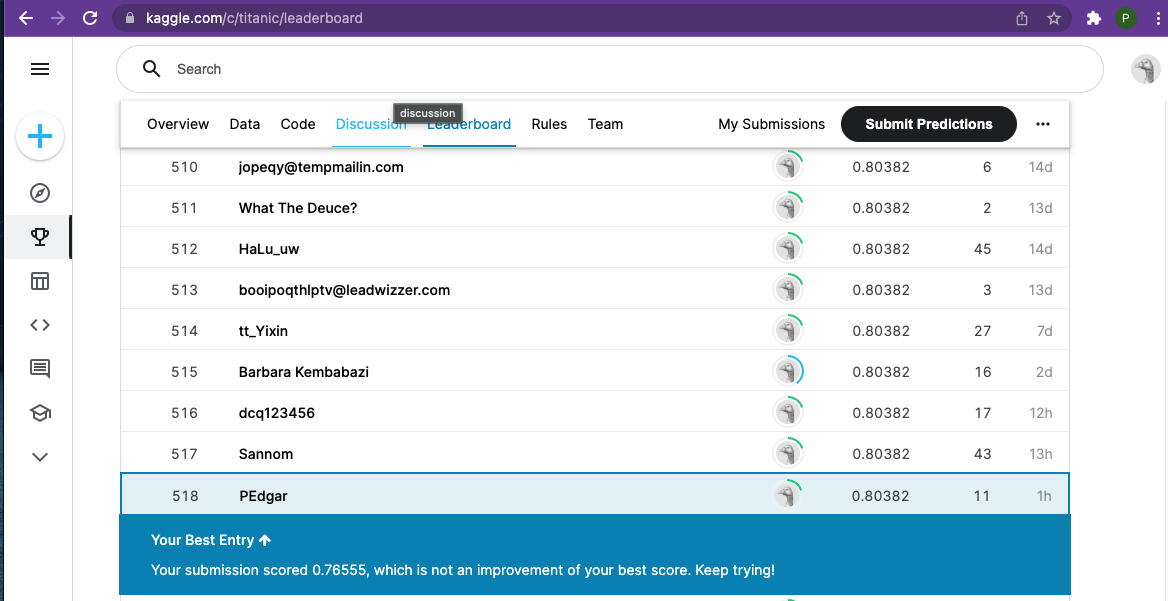 kaggle.com/c/titanic/leaderboard
P
Search
discussion
Overview Data Code Discussion Leaderboard Rules Team My Submissions Submit Predictions
510 jopeqy@tempmailin.com 0.80382 6 14d
511 What The Deuce? 0.80382 2 13d
512 HaLu_uw 0.80382 45 14d
513 booipoqthlptv@leadwizzer.com 0.80382 3 13d
514 tt_Yixin 0.80382 27 7d
515 Barbara Kembabazi 0.80382 16 2d
516 dcq123456 0.80382 17 12h
517 Sannom 0.80382 43 13h
518 PEdgar 0.80382 11 1h
Your Best Entry
Your submission scored 0.76555, which is not an improvement of your best score. Keep trying!